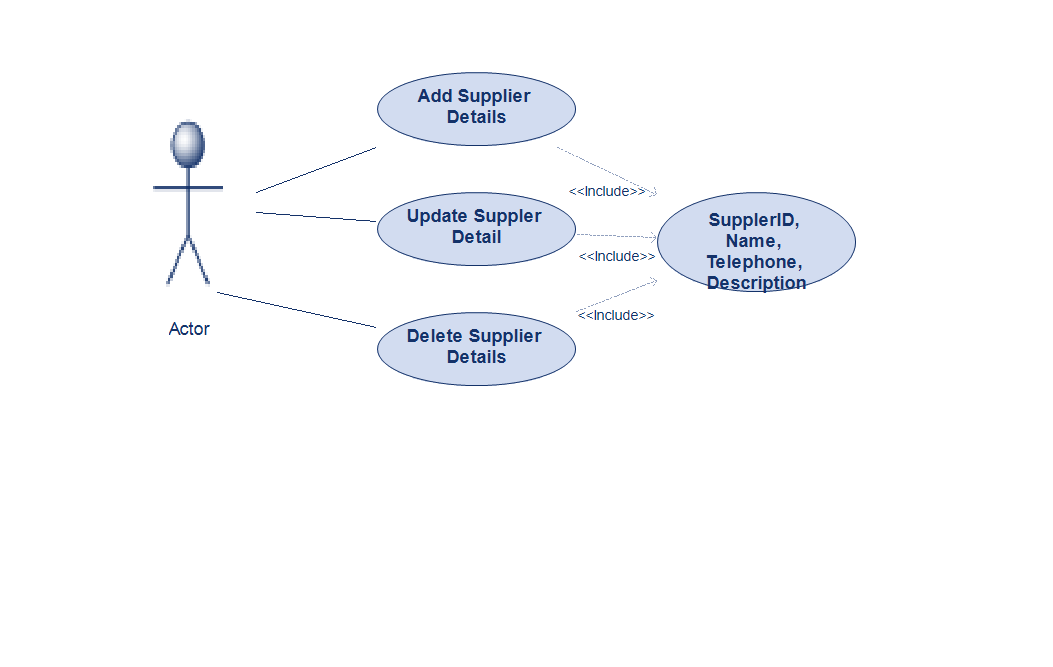 Add Supplier
Details
<<Include>>
Update Suppler
Detail
SupplerID,
Name,
Telephone,
Description
<<Include>>
<<Include>>
Actor
Delete Supplier
Details